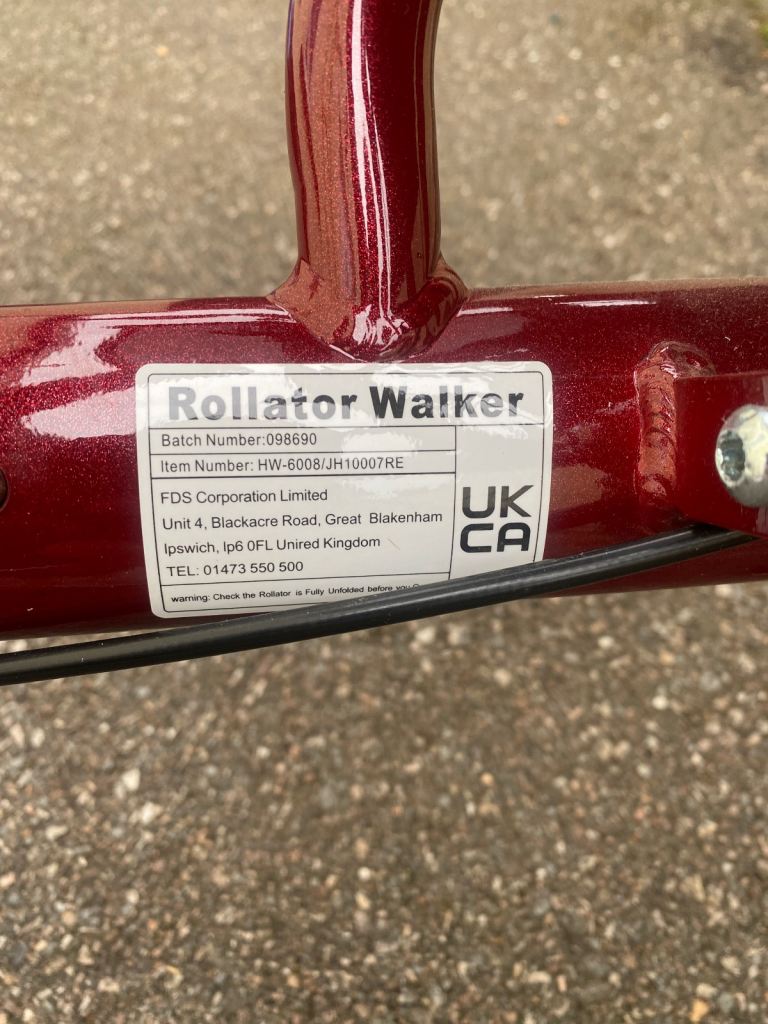 Rollator Walker
Batch Number:098690
Item Number: HW-6008/JH10007RE
FDS Corporation Limited
Unit 4, Blackacre Road, Great Blakenham
Ipswich, Ip6 0FL Unired Kingdom
TEL: 01473 550 500
UK
CA
warning: Check the Rollator is Fully Unfolded before you